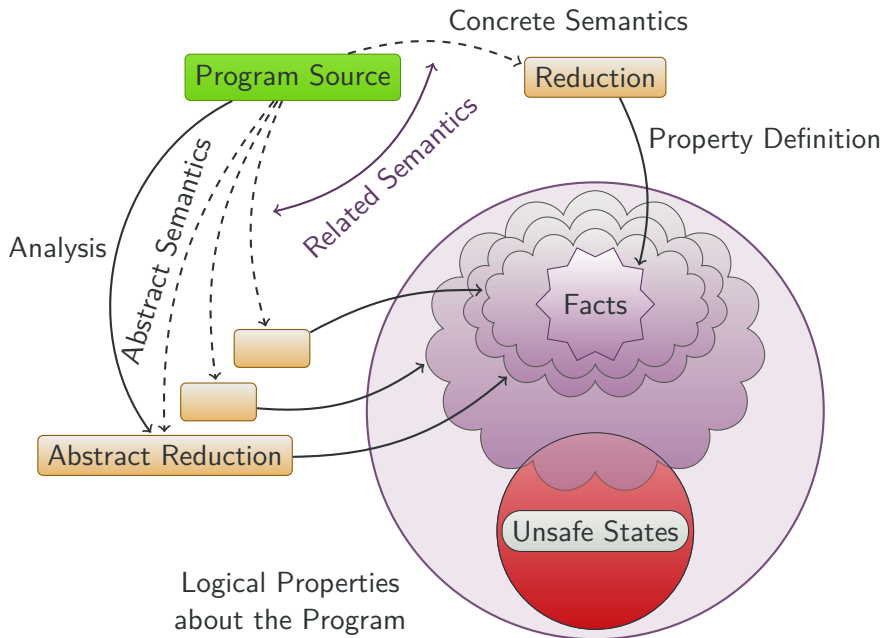 Concrete Semantics
Program Source
Reduction
Related Semantics
Property Definition
Abstract Semantics
Analysis
Facts
Abstract Reduction
Unsafe States
Logical Properties
about the Program